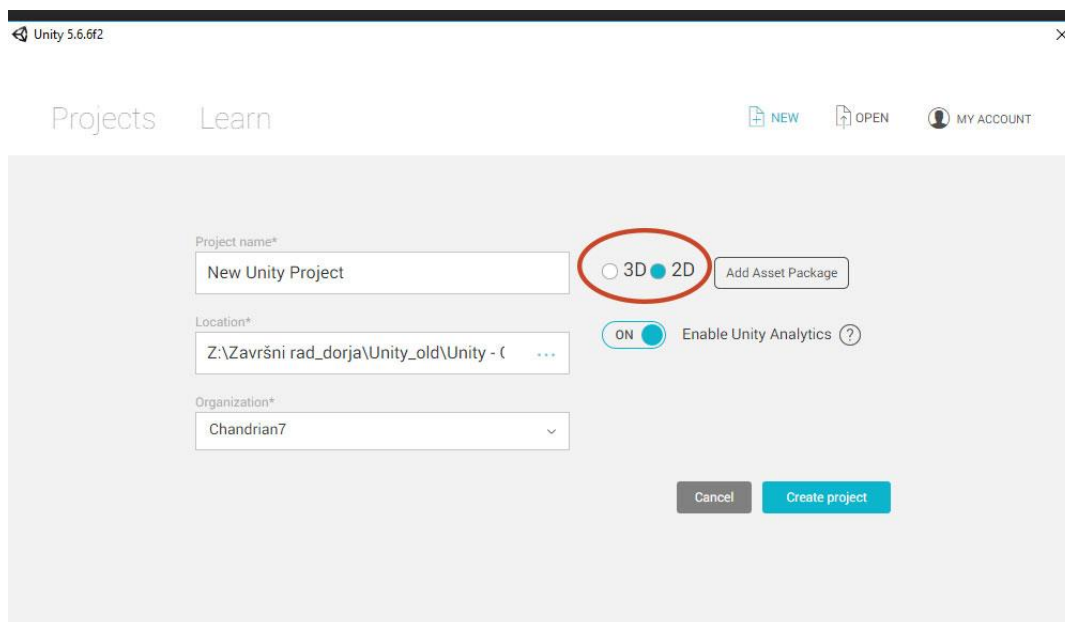 Unity 5.6.6f2
Projects Learn NEW OPEN MY ACCOUNT
Project name*
New Unity Project
3D 2D Add Asset Package
Location*
Z:\Završni rad_dorja\Unity_old\Unity - (
ON Enable Unity Analytics ?
Organization*
Chandrian7
Cancel Create project